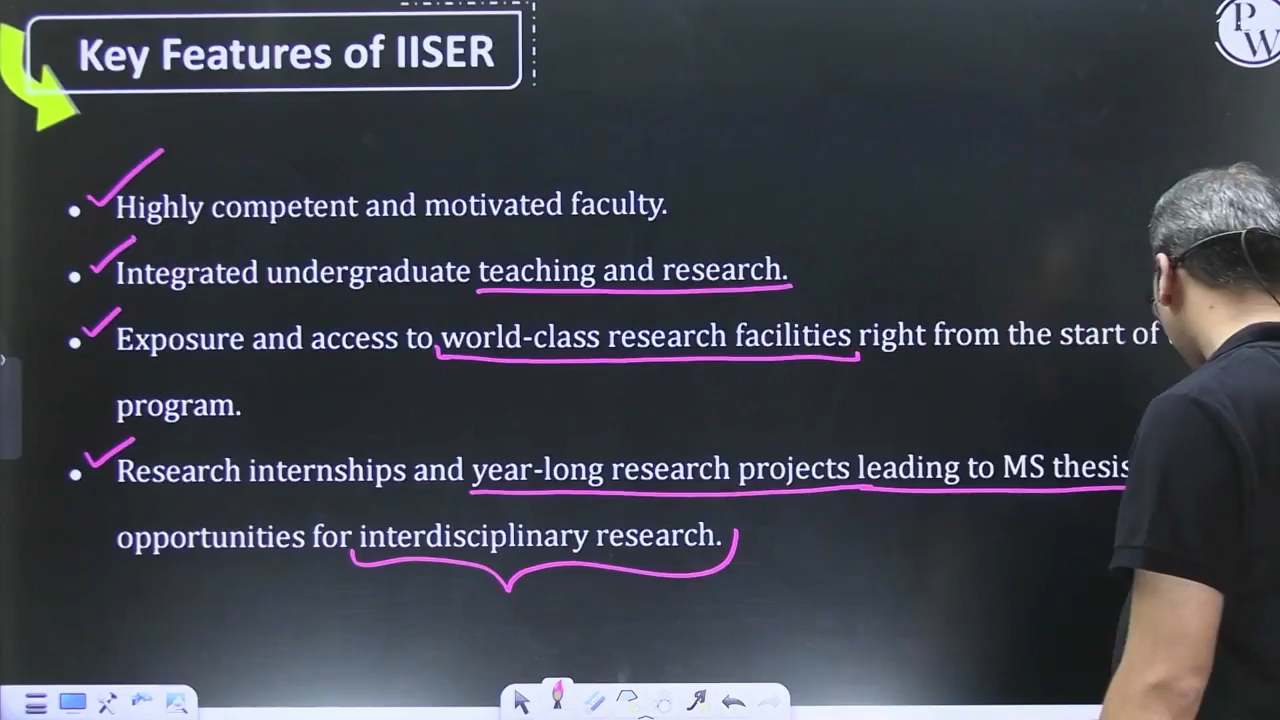 Key Features of IISER
PW
• Highly competent and motivated faculty.
• Integrated undergraduate teaching and research.
• Exposure and access to world-class research facilities right from the start of
program.
• Research internships and year-long research projects leading to MS thesis
opportunities for interdisciplinary research.